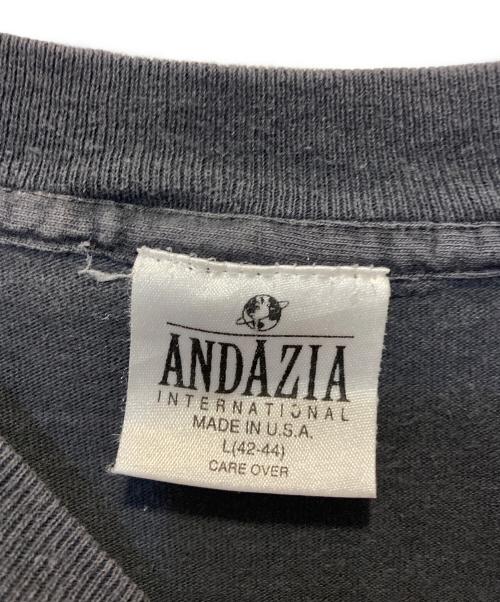 ANDAZIA
INTERNATIONAL
MADE IN U.S.A.
L(42-44)
CARE OVER